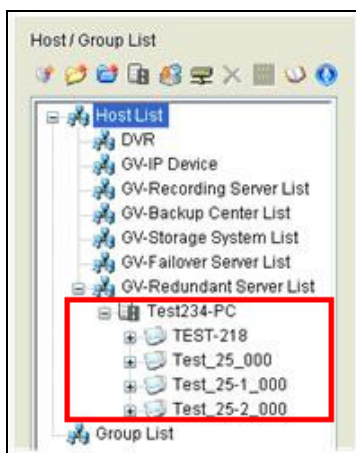 Host / Group List
Host List
DVR
GV-IP Device
GV-Recording Server List
GV-Backup Center List
GV-Storage System List
GV-Failover Server List
GV-Redundant Server List
Test234-PC
TEST-218
Test_25_000
Test_25-1_000
Test_25-2_000
Group List